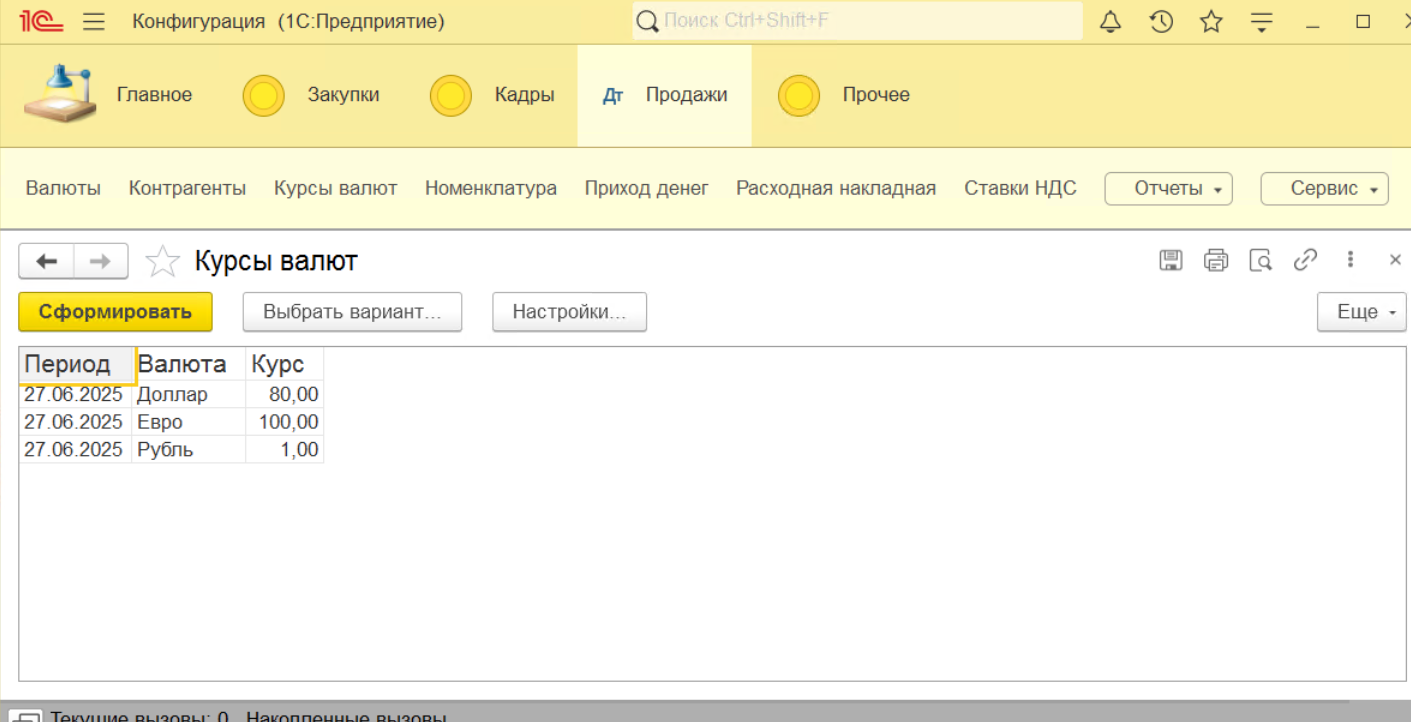 1С Конфигурация (1С:Предприятие) Поиск Ctrl+Shift+F
Главное Закупки Кадры Дт Продажи Прочее
Валюты Контрагенты Курсы валют Номенклатура Приход денег Расходная накладная Ставки НДС Отчеты Сервис
Курсы валют
Сформировать Выбрать вариант... Настройки... Еще
Период Валюта Курс
27.06.2025 Доллар 80,00
27.06.2025 Евро 100,00
27.06.2025 Рубль 1,00
Текущие вызовы: 0 Накопленные вызовы